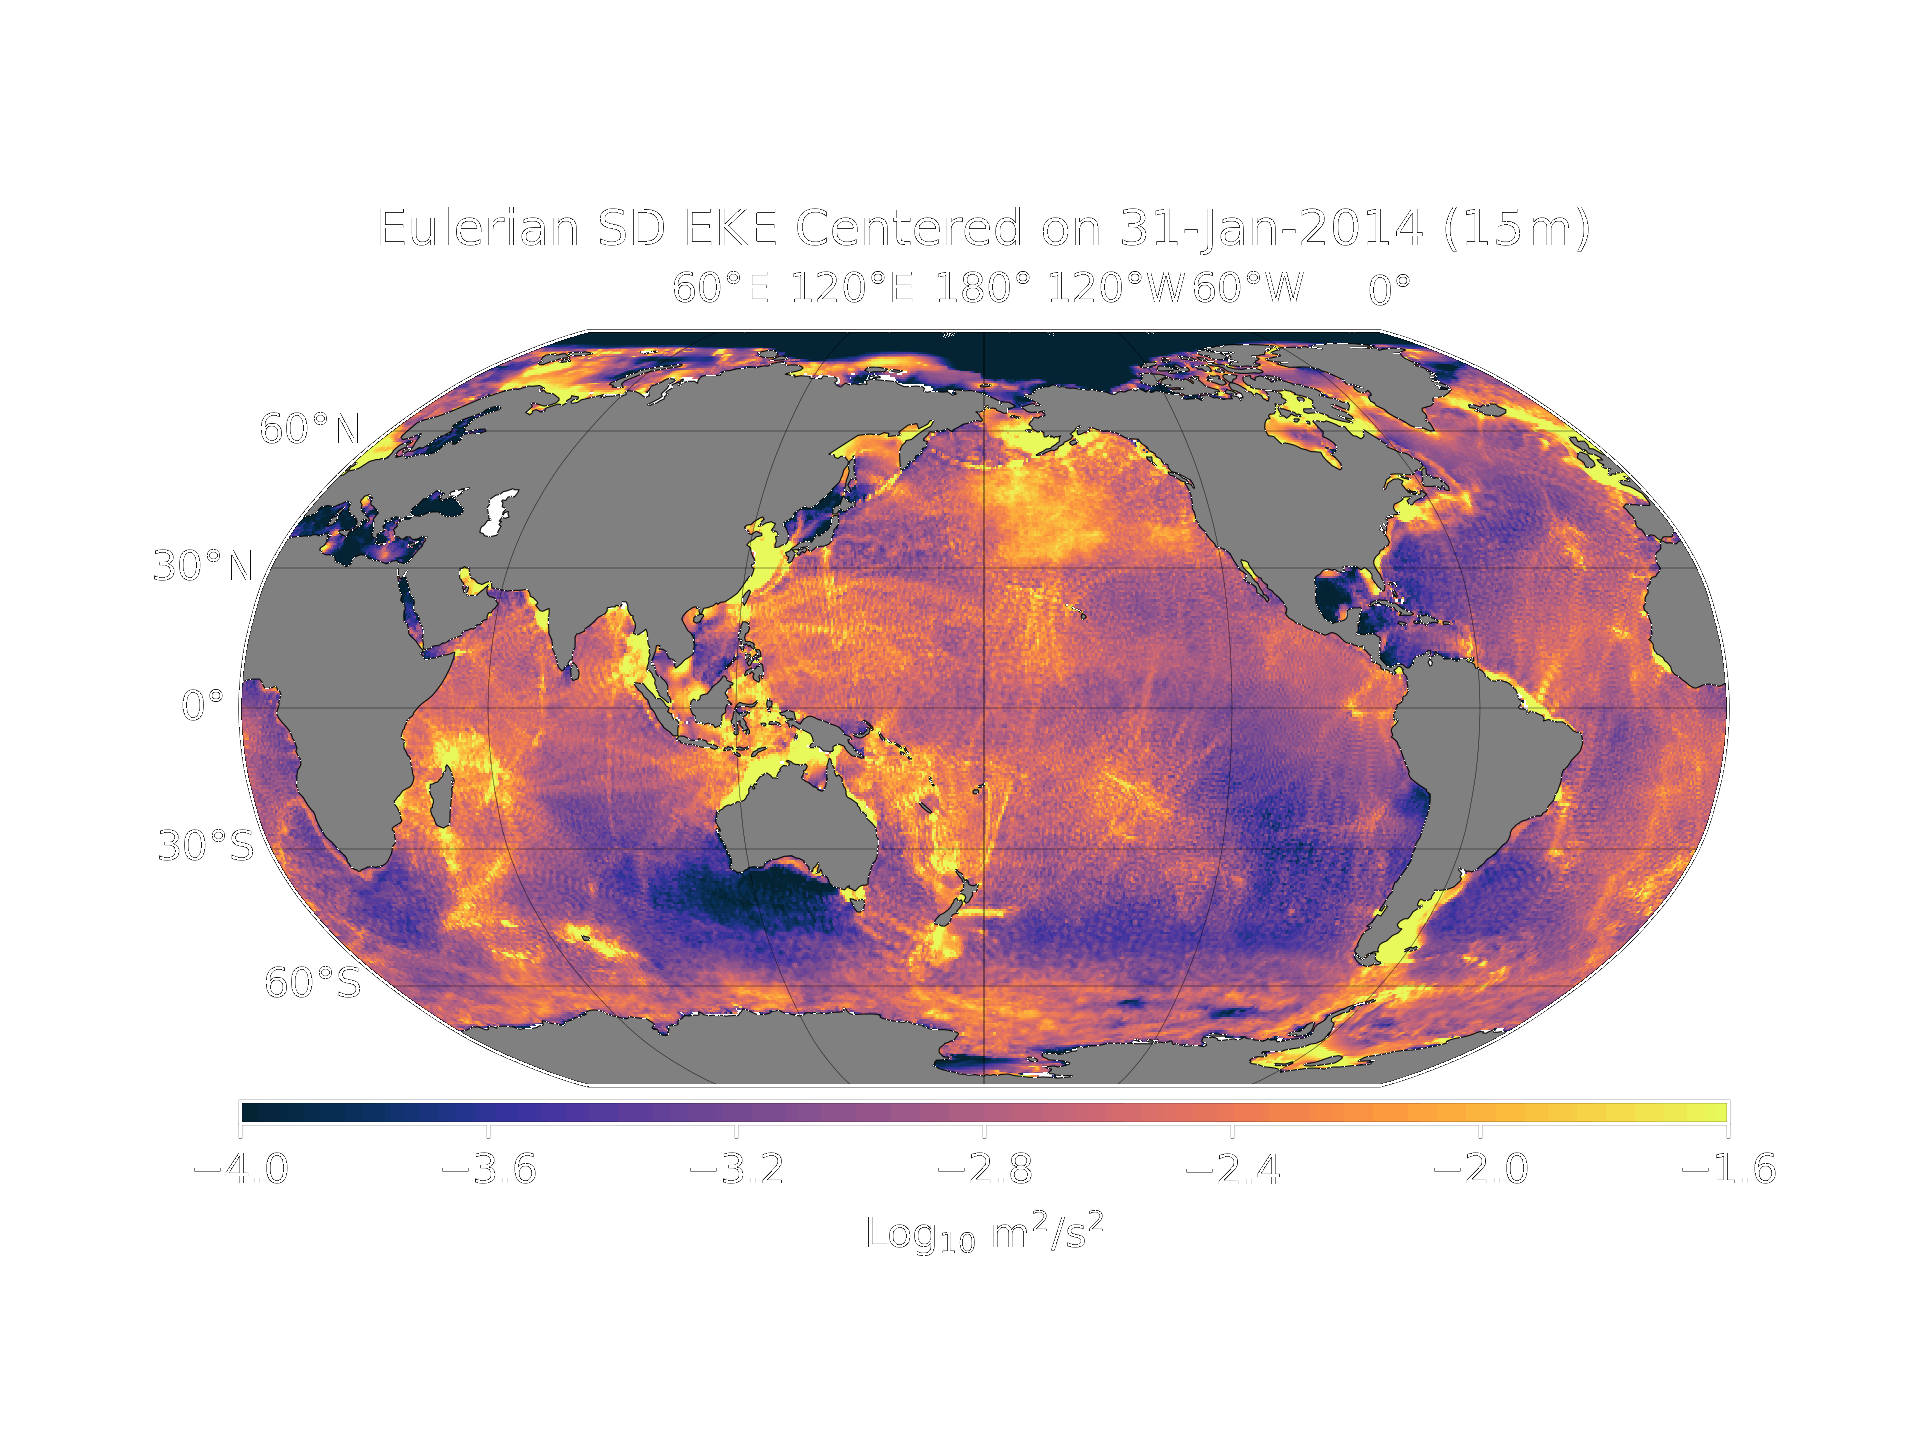 Eulerian SD EKE Centered on 31-Jan-2014 (15m)
60°E 120°E 180° 120°W 60°W 0°
60°N
30°N
0°
30°S
60°S
−4.0 −3.6 −3.2 −2.8 −2.4 −2.0 −1.6
Log₁₀ m²/s²